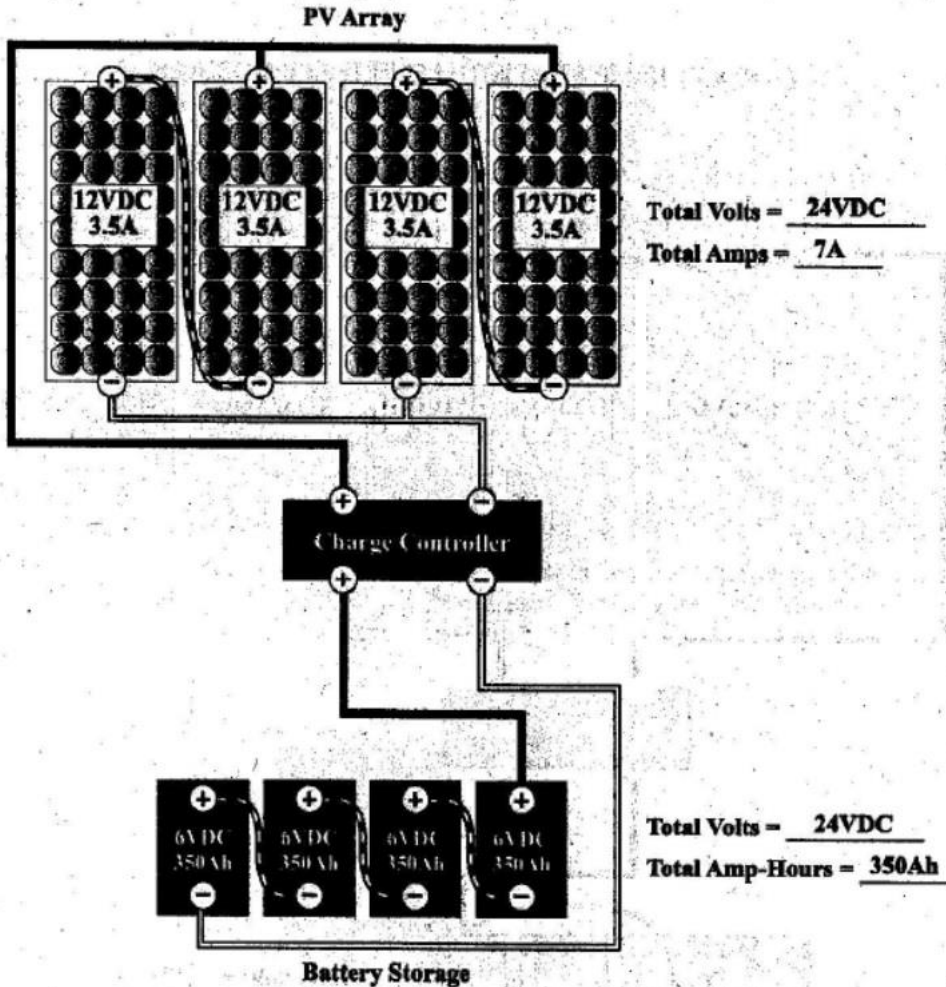 PV Array
+ + + +
12VDC 12VDC 12VDC 12VDC
3.5A 3.5A 3.5A 3.5A
Total Volts = 24VDC
Total Amps = 7A
− − − −
+ −
Charge Controller
+ −
+ + + +
6VDC 6VDC 6VDC 6VDC
350Ah 350Ah 350Ah 350Ah
− − − −
Total Volts = 24VDC
Total Amp-Hours = 350Ah
Battery Storage